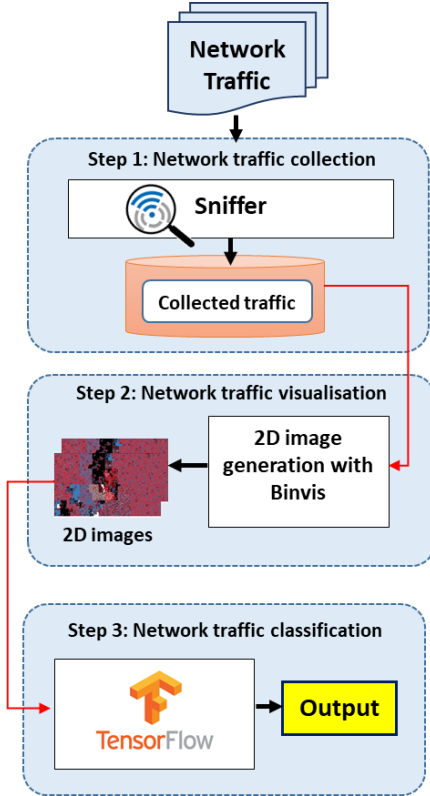 Network
Traffic
Step 1: Network traffic collection
Sniffer
Collected traffic
Step 2: Network traffic visualisation
2D image
generation with
Binvis
2D images
Step 3: Network traffic classification
TensorFlow
Output